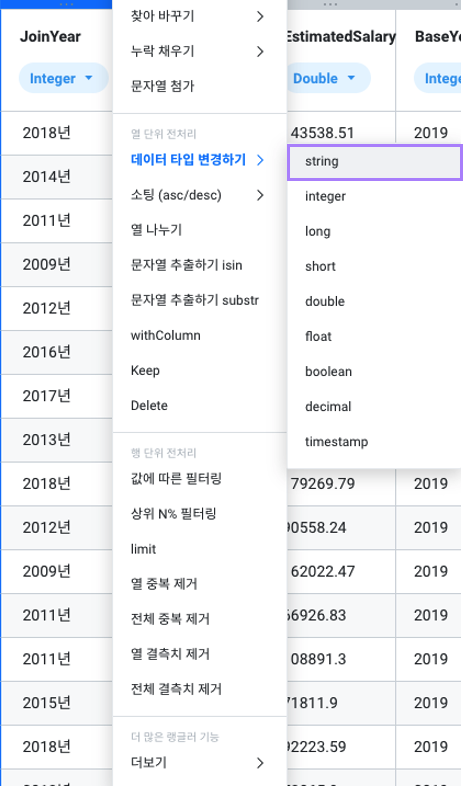 JoinYear
Integer
2018년
2014년
2011년
2009년
2012년
2016년
2017년
2013년
2018년
2012년
2009년
2011년
2011년
2015년
2018년
찾아 바꾸기
누락 채우기
문자열 첨가
열 단위 전처리
데이터 타입 변경하기
소팅 (asc/desc)
열 나누기
문자열 추출하기 isin
문자열 추출하기 substr
withColumn
Keep
Delete
행 단위 전처리
값에 따른 필터링
상위 N% 필터링
limit
열 중복 제거
전체 중복 제거
열 결측치 제거
전체 결측치 제거
더 많은 랭글러 기능
더보기
string
integer
long
short
double
float
boolean
decimal
timestamp
EstimatedSalary
Double
43538.51
79269.79
90558.24
62022.47
66926.83
08891.3
71811.9
92223.59
BaseYe
Intege
2019
2019
2019
2019
2019
2019
2019
2019